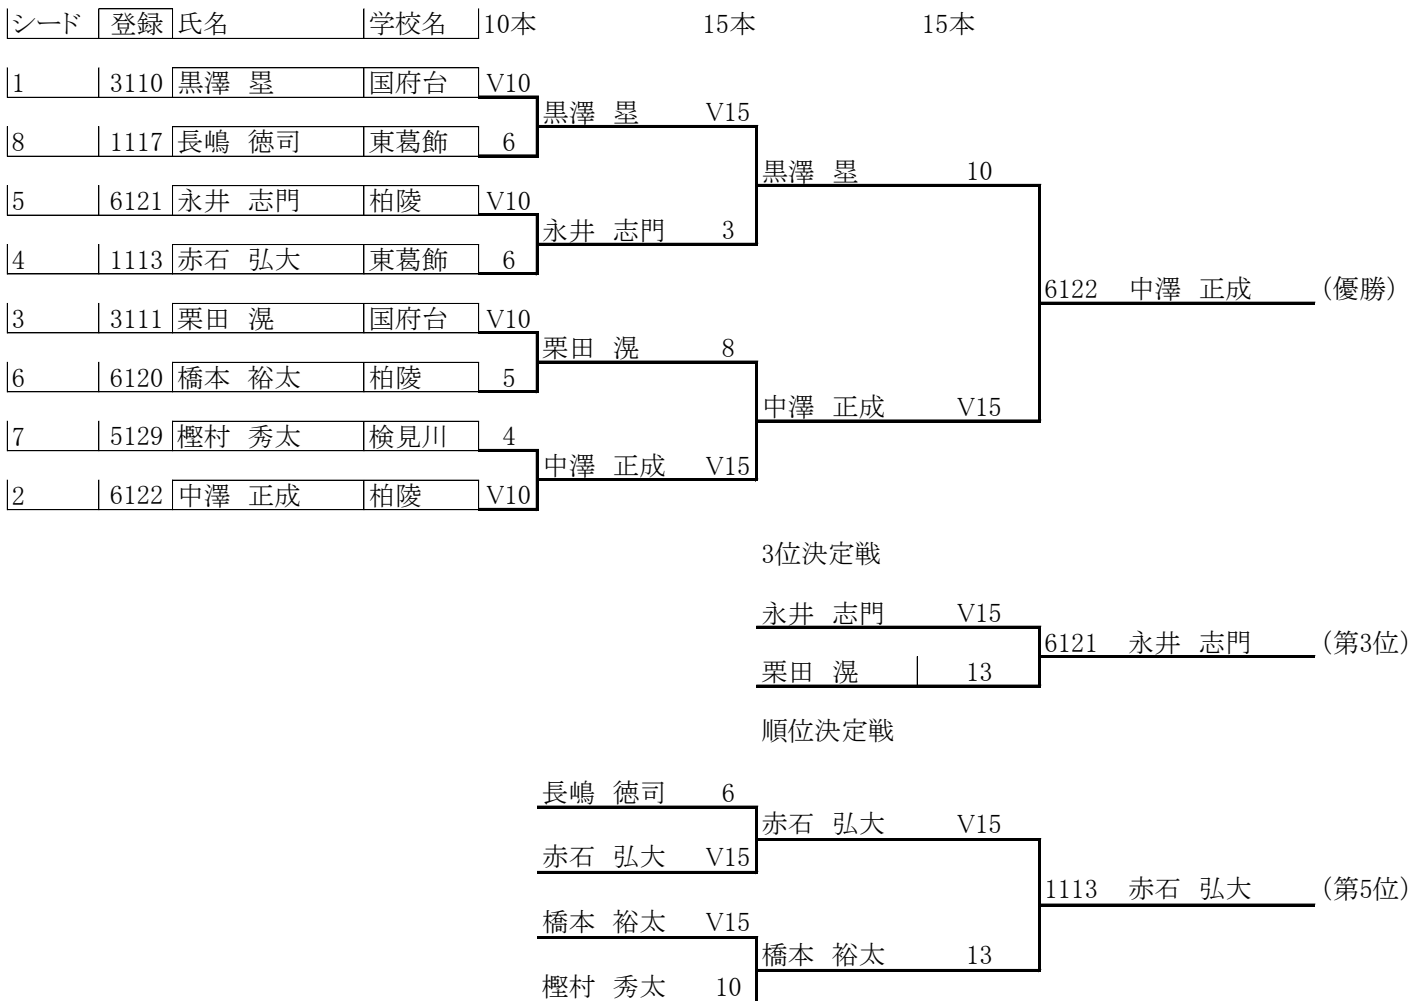 シード 登録 氏名 学校名 10本 15本 15本
1 3110 黒澤 塁 国府台 V10
黒澤 塁 V15
8 1117 長嶋 徳司 東葛飾 6
黒澤 塁 10
5 6121 永井 志門 柏陵 V10
永井 志門 3
4 1113 赤石 弘大 東葛飾 6
6122 中澤 正成 (優勝)
3 3111 栗田 滉 国府台 V10
栗田 滉 8
6 6120 橋本 裕太 柏陵 5
中澤 正成 V15
7 5129 樫村 秀太 検見川 4
中澤 正成 V15
2 6122 中澤 正成 柏陵 V10
3位決定戦
永井 志門 V15
6121 永井 志門 (第3位)
栗田 滉 13
順位決定戦
長嶋 徳司 6
赤石 弘大 V15
赤石 弘大 V15
1113 赤石 弘大 (第5位)
橋本 裕太 V15
橋本 裕太 13
樫村 秀太 10